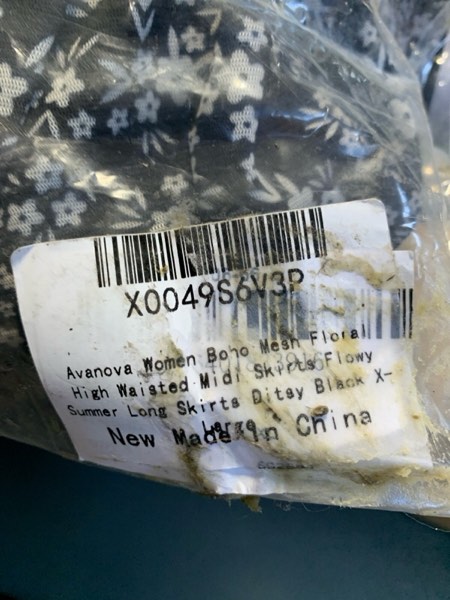 X0049S6V3P
Avanova Women Boho Mesh Floral
High Waisted Midi Skirts Flowy
Summer Long Skirts Ditsy Black X-
Large
New Made in China